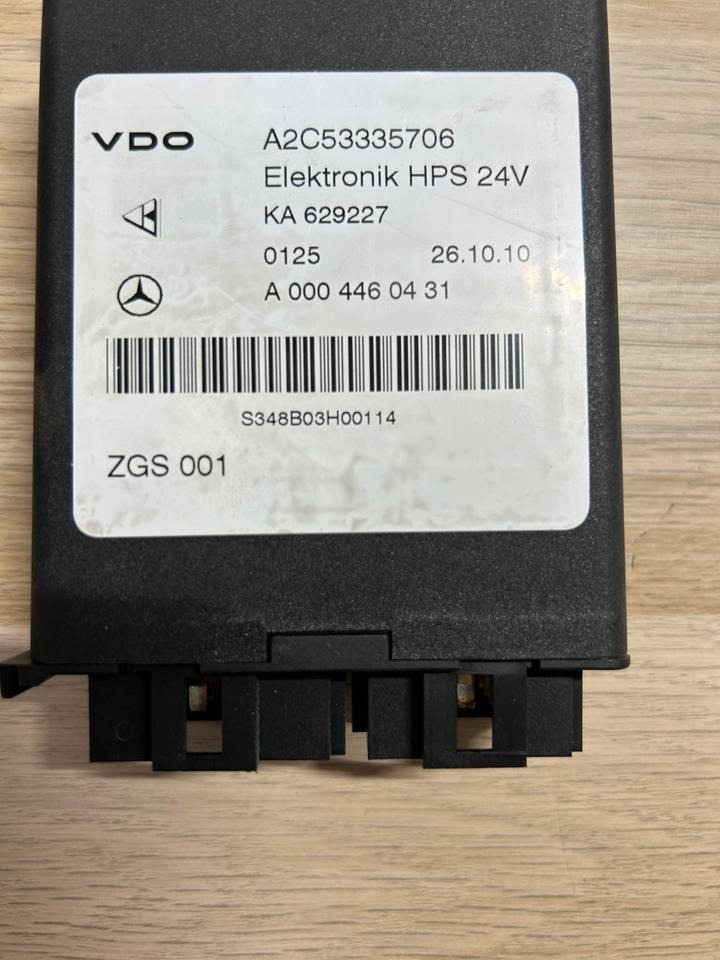 VDO A2C53335706
Elektronik HPS 24V
KA 629227
0125 26.10.10
A 000 446 04 31
S348B03H00114
ZGS 001